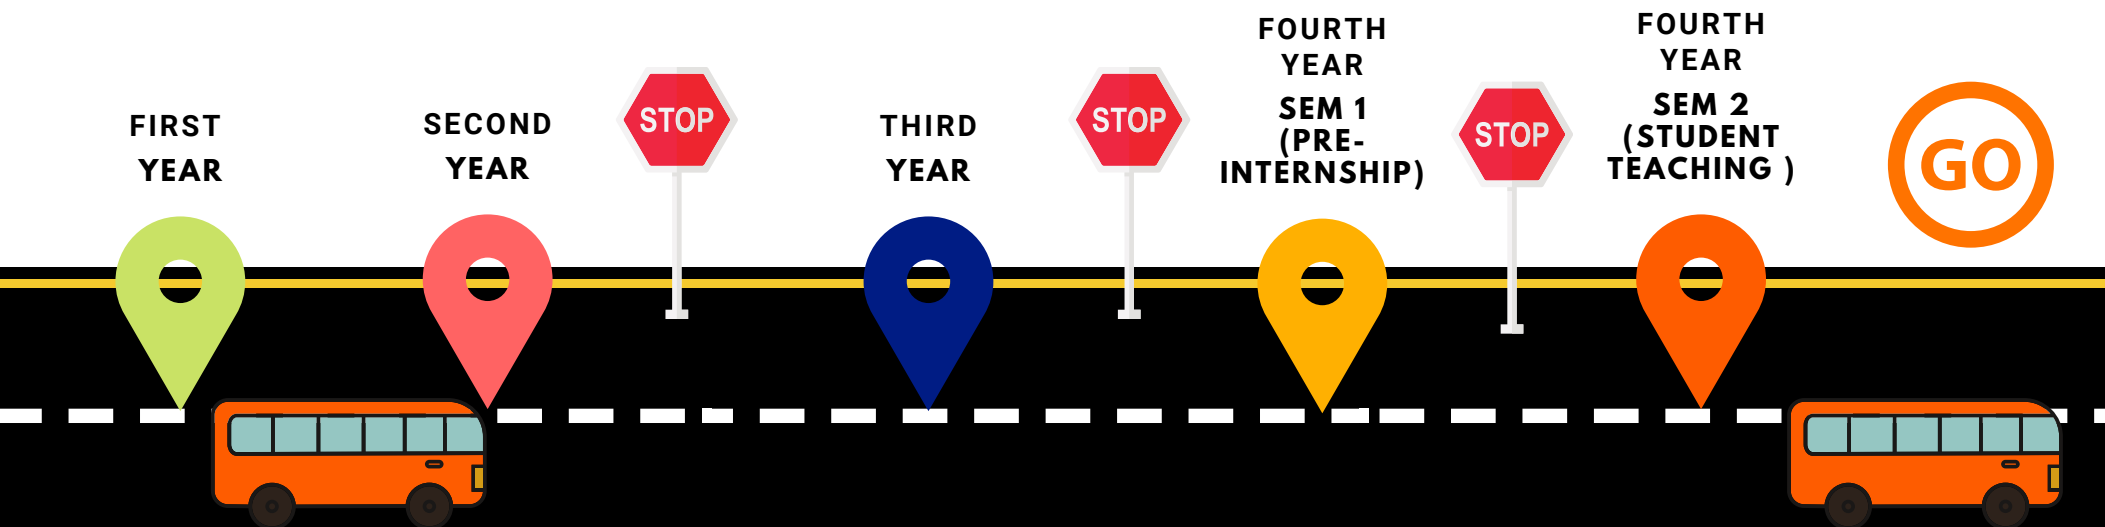 FIRST
YEAR
SECOND
YEAR
STOP
THIRD
YEAR
STOP
FOURTH
YEAR
SEM 1
(PRE-
INTERNSHIP)
STOP
FOURTH
YEAR
SEM 2
(STUDENT
TEACHING )
GO